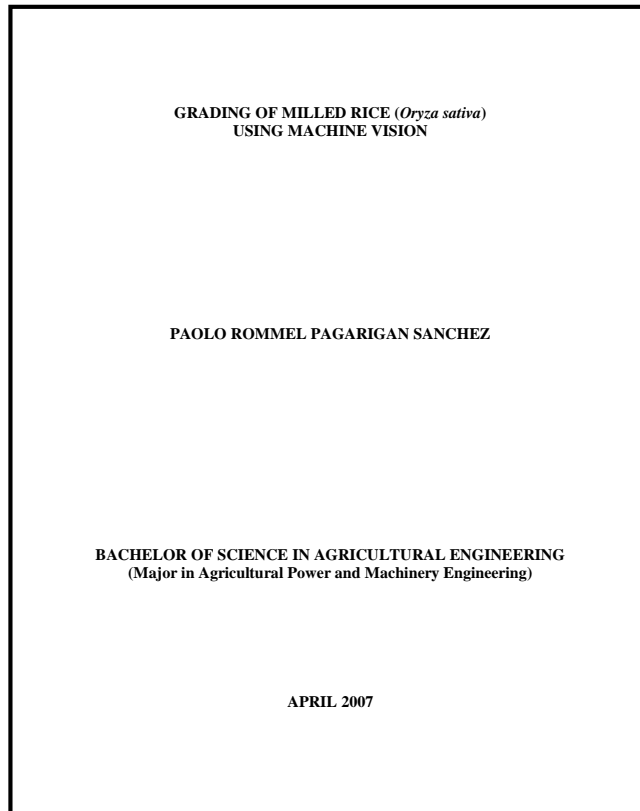 GRADING OF MILLED RICE (Oryza sativa)
USING MACHINE VISION
PAOLO ROMMEL PAGARIGAN SANCHEZ
BACHELOR OF SCIENCE IN AGRICULTURAL ENGINEERING
(Major in Agricultural Power and Machinery Engineering)
APRIL 2007